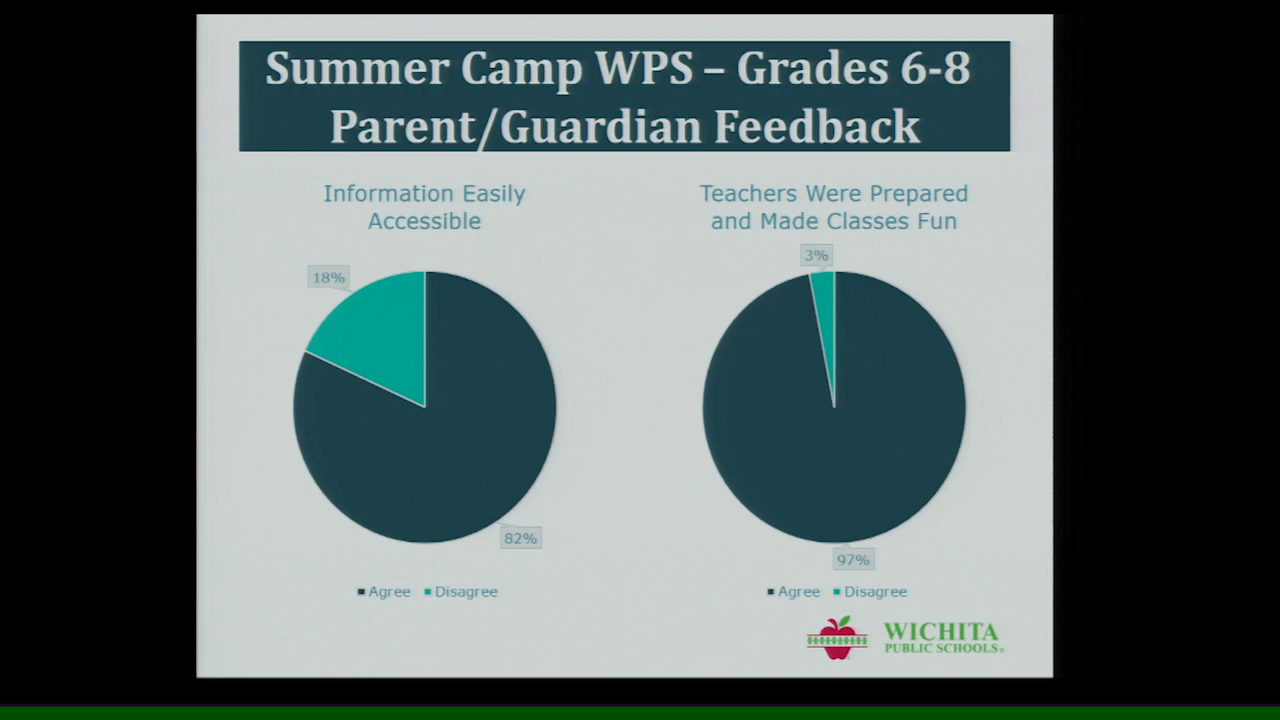 Summer Camp WPS – Grades 6-8
Parent/Guardian Feedback
Information Easily
Accessible
18%
82%
Agree Disagree
Teachers Were Prepared
and Made Classes Fun
3%
97%
Agree Disagree
WICHITA
PUBLIC SCHOOLS®